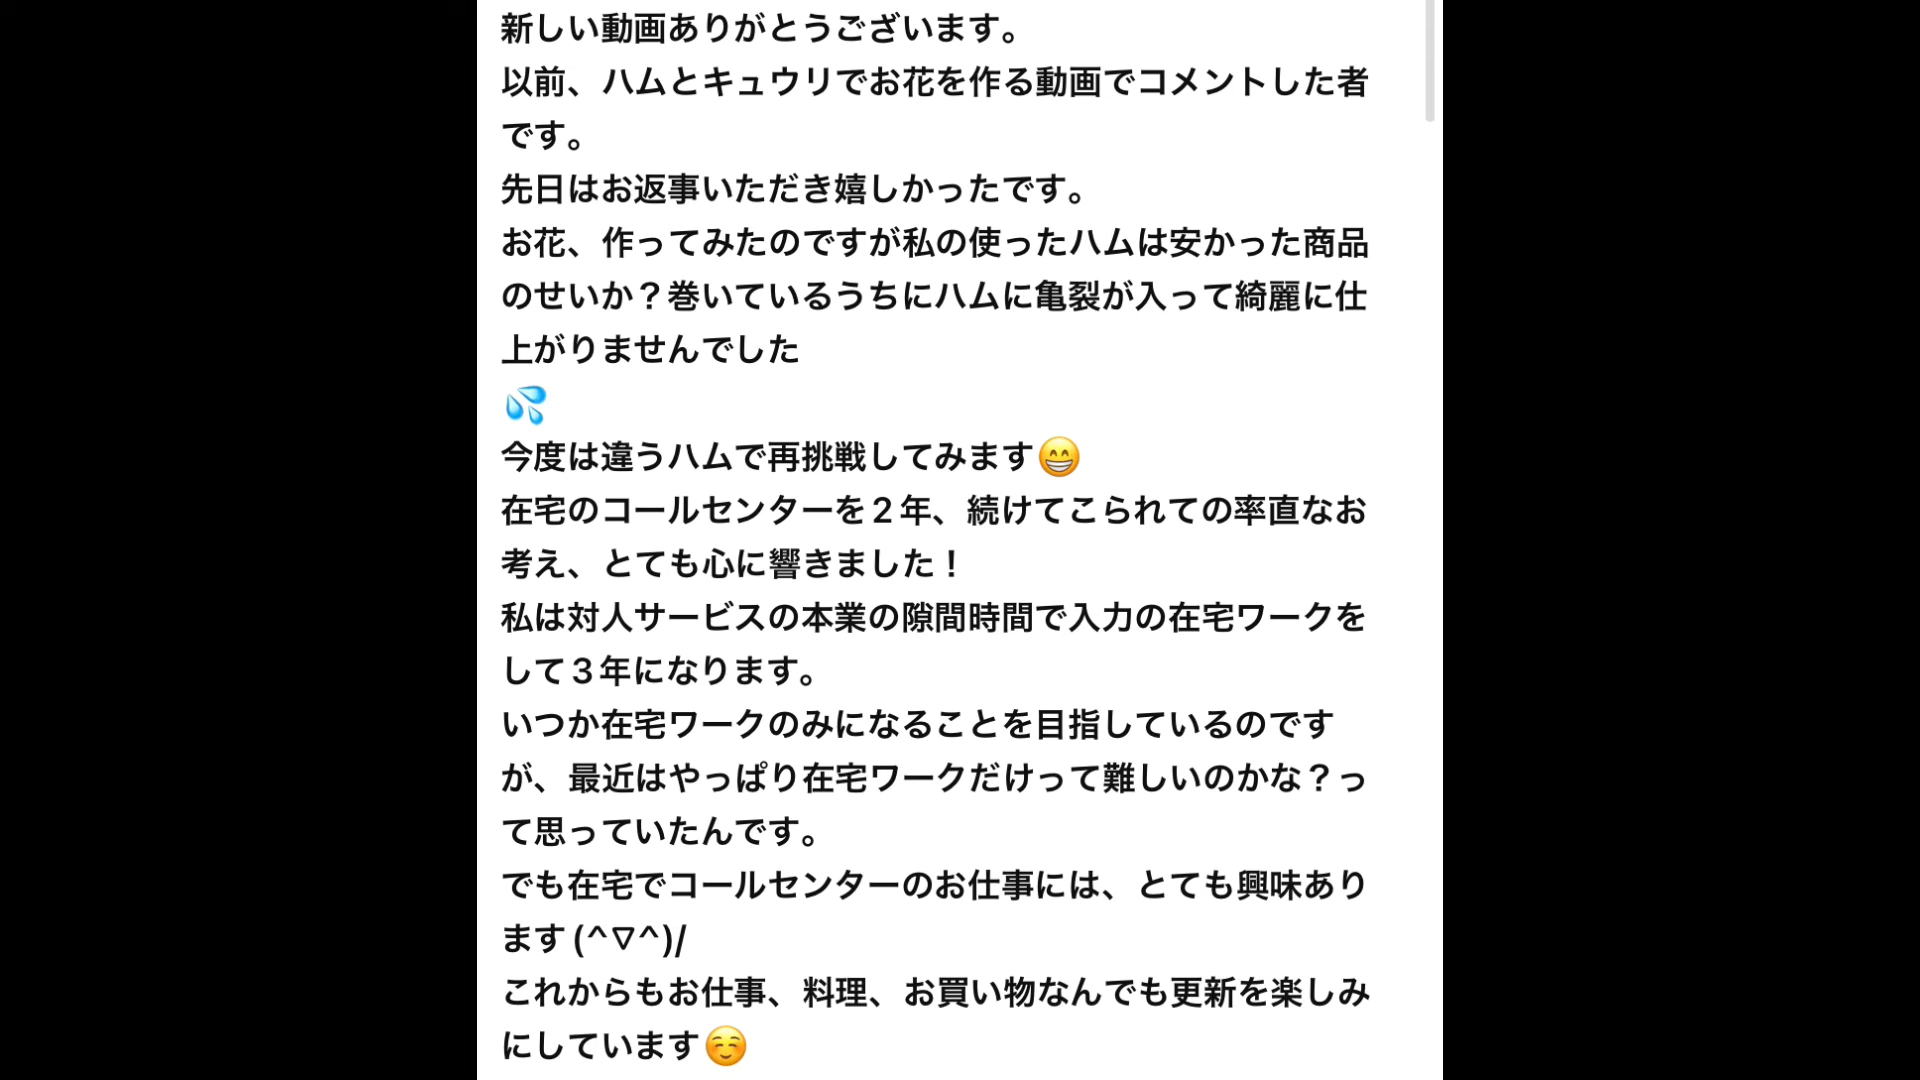 新しい動画ありがとうございます。
以前、ハムとキュウリでお花を作る動画でコメントした者
です。
先日はお返事いただき嬉しかったです。
お花、作ってみたのですが私の使ったハムは安かった商品
のせいか？巻いているうちにハムに亀裂が入って綺麗に仕
上がりませんでした
💦
今度は違うハムで再挑戦してみます😁
在宅のコールセンターを２年、続けてこられての率直なお
考え、とても心に響きました！
私は対人サービスの本業の隙間時間で入力の在宅ワークを
して３年になります。
いつか在宅ワークのみになることを目指しているのです
が、最近はやっぱり在宅ワークだけって難しいのかな？っ
て思っていたんです。
でも在宅でコールセンターのお仕事には、とても興味あり
ます(^▽^)/
これからもお仕事、料理、お買い物なんでも更新を楽しみ
にしています☺️